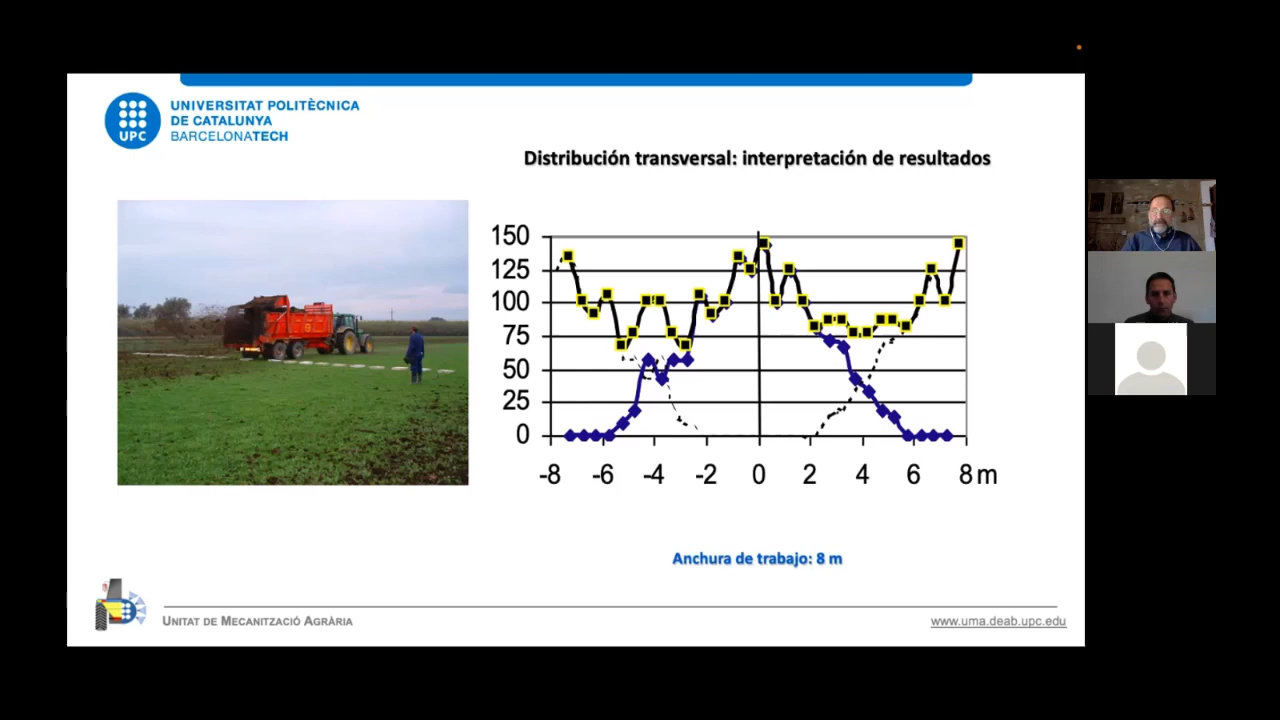 UNIVERSITAT POLITÈCNICA
DE CATALUNYA
BARCELONATECH
UPC
Distribución transversal: interpretación de resultados
150
125
100
75
50
25
0
-8 -6 -4 -2 0 2 4 6 8 m
Anchura de trabajo: 8 m
UNITAT DE MECANITZACIÓ AGRÀRIA
www.uma.deab.upc.edu